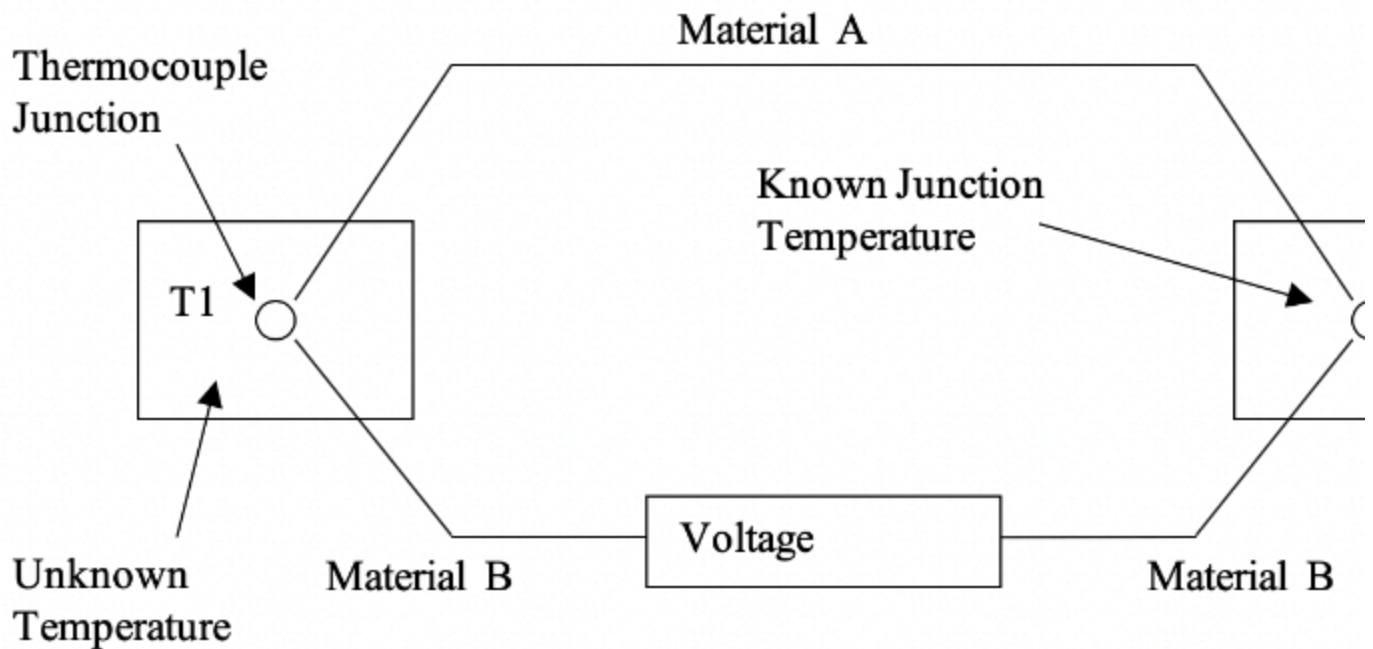 Material A
Thermocouple
Junction
Known Junction
Temperature
T1
Voltage
Unknown
Temperature
Material B
Material B